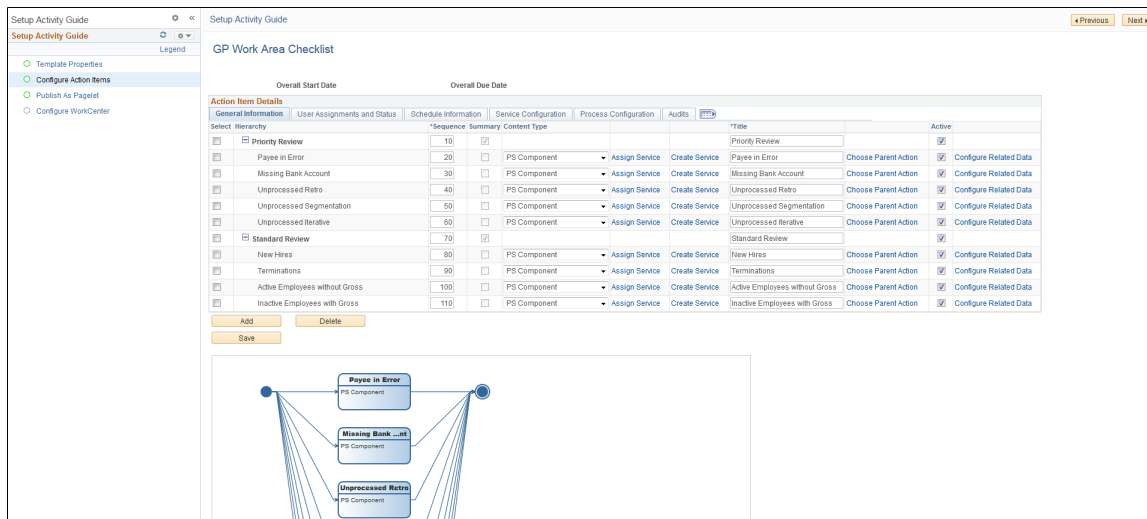 Setup Activity Guide
Setup Activity Guide
Legend
Template Properties
Configure Action Items
Publish As Pagelet
Configure WorkCenter
Setup Activity Guide
Previous Next
GP Work Area Checklist
Overall Start Date Overall Due Date
Action Item Details
General Information User Assignments and Status Schedule Information Service Configuration Process Configuration Audits
Select Hierarchy *Sequence Summary Content Type *Title Active
Priority Review 10 Priority Review
Payee in Error 20 PS Component Assign Service Create Service Payee in Error Choose Parent Action Configure Related Data
Missing Bank Account 30 PS Component Assign Service Create Service Missing Bank Account Choose Parent Action Configure Related Data
Unprocessed Retro 40 PS Component Assign Service Create Service Unprocessed Retro Choose Parent Action Configure Related Data
Unprocessed Segmentation 50 PS Component Assign Service Create Service Unprocessed Segmentation Choose Parent Action Configure Related Data
Unprocessed Iterative 60 PS Component Assign Service Create Service Unprocessed Iterative Choose Parent Action Configure Related Data
Standard Review 70 Standard Review
New Hires 80 PS Component Assign Service Create Service New Hires Choose Parent Action Configure Related Data
Terminations 90 PS Component Assign Service Create Service Terminations Choose Parent Action Configure Related Data
Active Employees without Gross 100 PS Component Assign Service Create Service Active Employees without Gross Choose Parent Action Configure Related Data
Inactive Employees with Gross 110 PS Component Assign Service Create Service Inactive Employees with Gross Choose Parent Action Configure Related Data
Add Delete
Save
Payee in Error
PS Component
Missing Bank ...nt
PS Component
Unprocessed Retro
PS Component